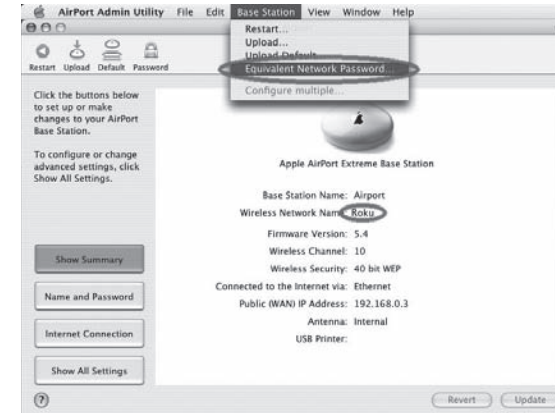 AirPort Admin Utility File Edit Base Station View Window Help
Restart...
Upload...
Upload Default
Equivalent Network Password...
Configure multiple...
Restart Upload Default Password
Click the buttons below
to set up or make
changes to your AirPort
Base Station.
To configure or change
advanced settings, click
Show All Settings.
Show Summary
Name and Password
Internet Connection
Show All Settings
Apple AirPort Extreme Base Station
Base Station Name: Airport
Wireless Network Name: Roku
Firmware Version: 5.4
Wireless Channel: 10
Wireless Security: 40 bit WEP
Connected to the Internet via: Ethernet
Public (WAN) IP Address: 192.168.0.3
Antenna: Internal
USB Printer:
?
Revert Update